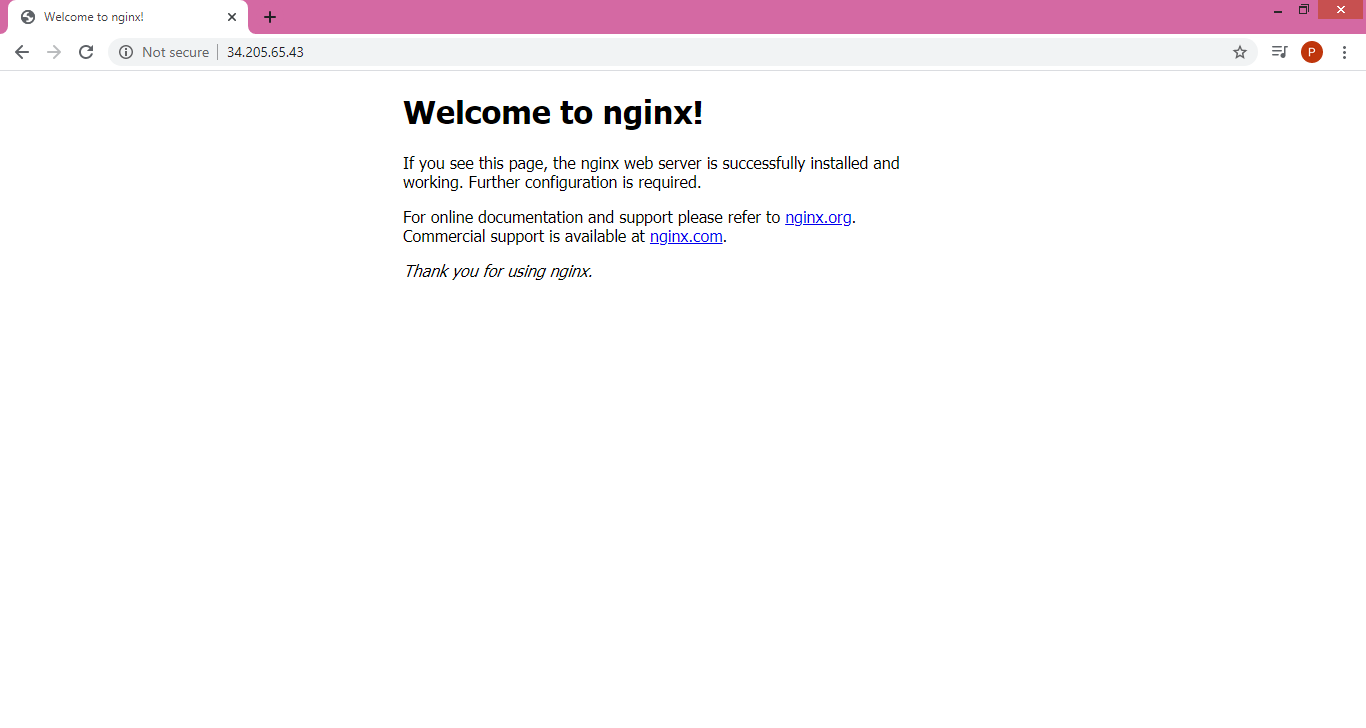 Welcome to nginx!
Not secure
34.205.65.43
P
Welcome to nginx!
If you see this page, the nginx web server is successfully installed and
working. Further configuration is required.
For online documentation and support please refer to nginx.org.
Commercial support is available at nginx.com.
Thank you for using nginx.